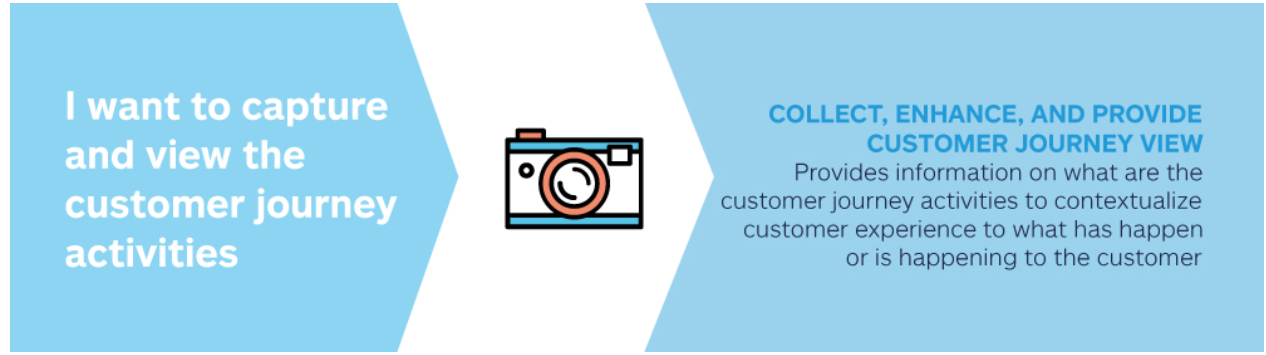 I want to capture
and view the
customer journey
activities
COLLECT, ENHANCE, AND PROVIDE
CUSTOMER JOURNEY VIEW
Provides information on what are the
customer journey activities to contextualize
customer experience to what has happen
or is happening to the customer